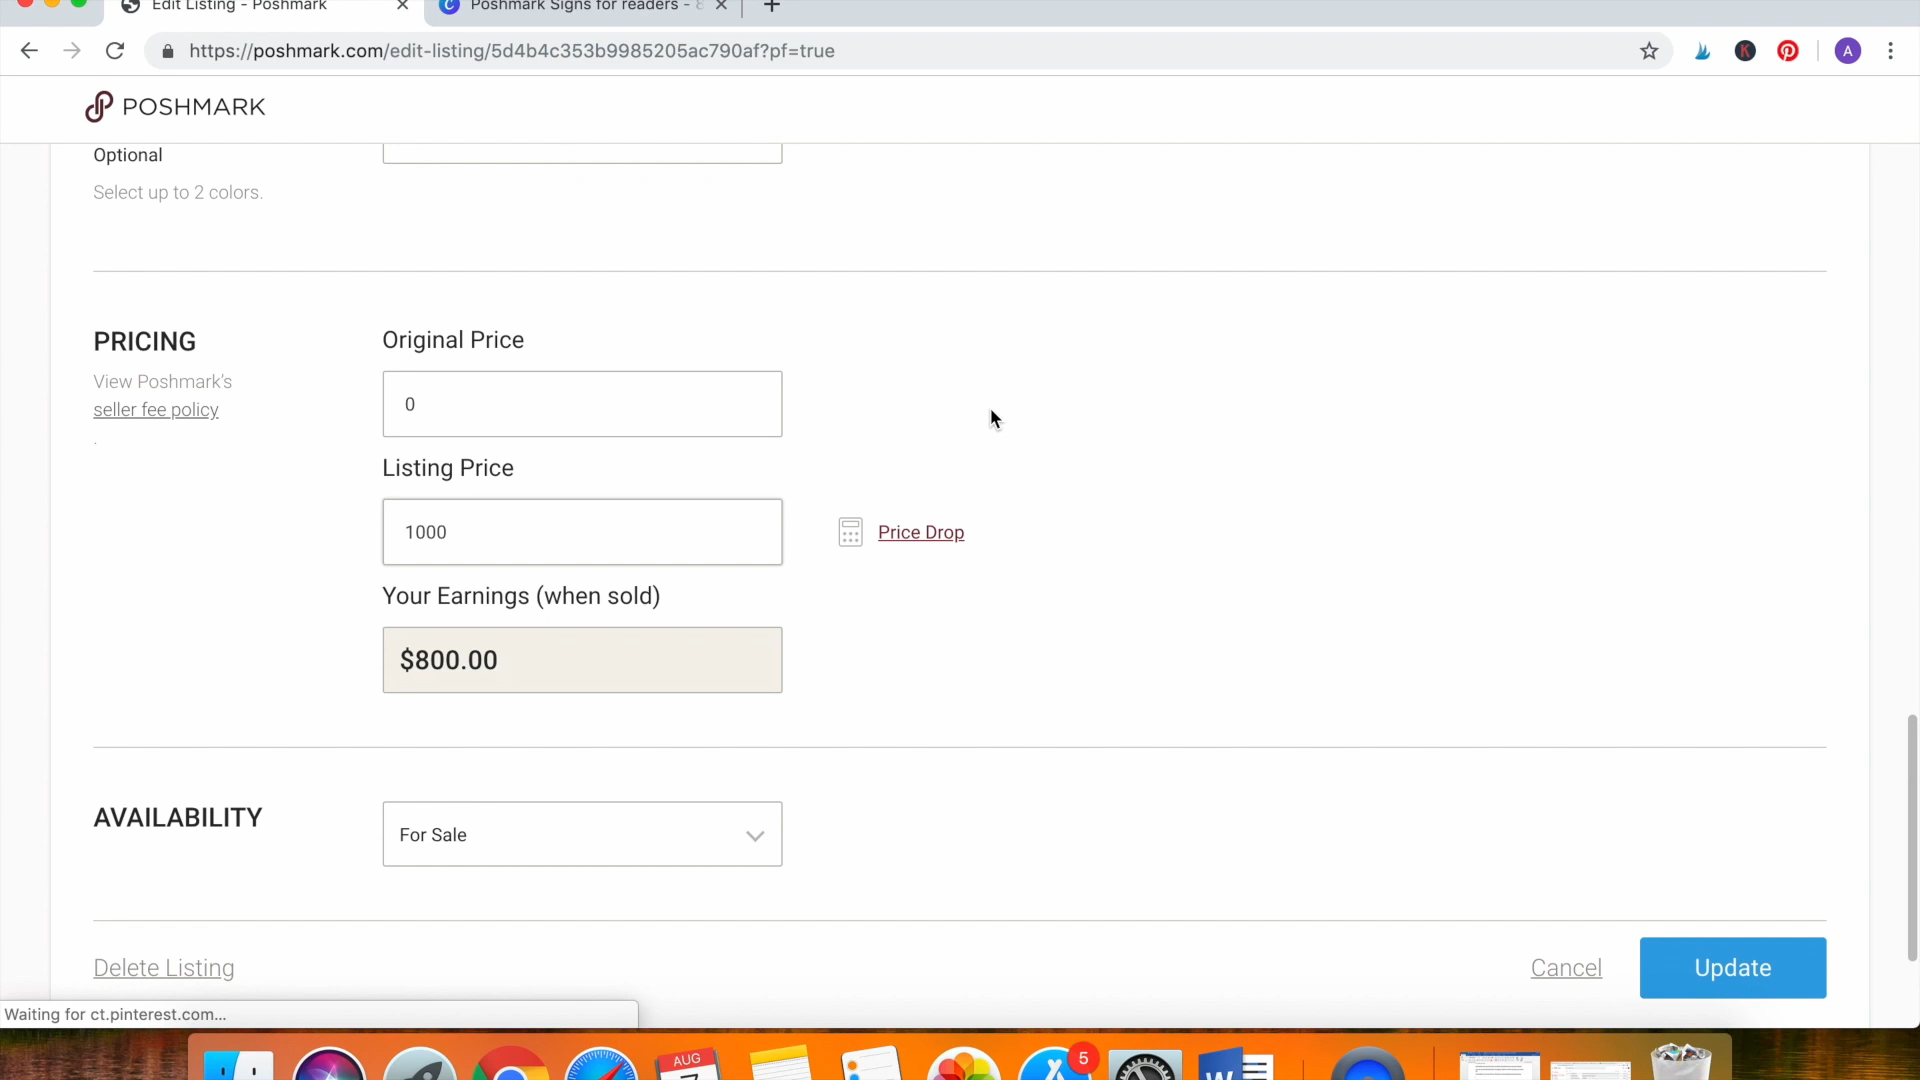 Edit Listing - Poshmark
Poshmark Signs for readers -
https://poshmark.com/edit-listing/5d4b4c353b9985205ac790af?pf=true
K
A
POSHMARK
Optional
Select up to 2 colors.
PRICING
View Poshmark's
seller fee policy
.
Original Price
0
Listing Price
1000
Price Drop
Your Earnings (when sold)
$800.00
AVAILABILITY
For Sale
Delete Listing
Cancel
Update
Waiting for ct.pinterest.com...
AUG
5
W